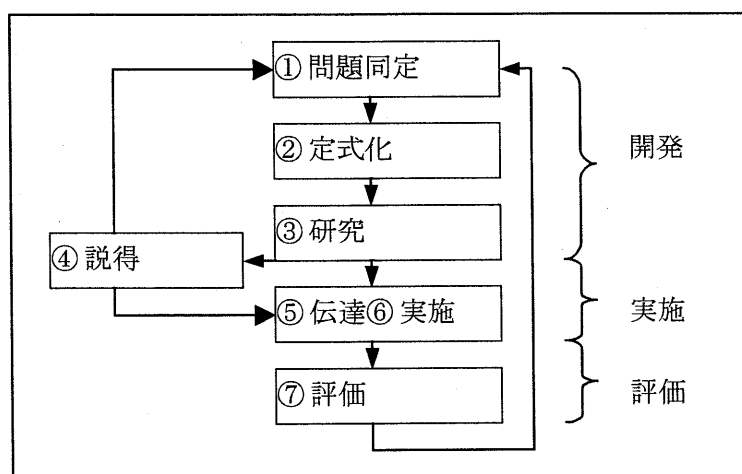 ① 問題同定
② 定式化
開発
③ 研究
④ 説得
⑤ 伝達⑥ 実施
実施
⑦ 評価
評価